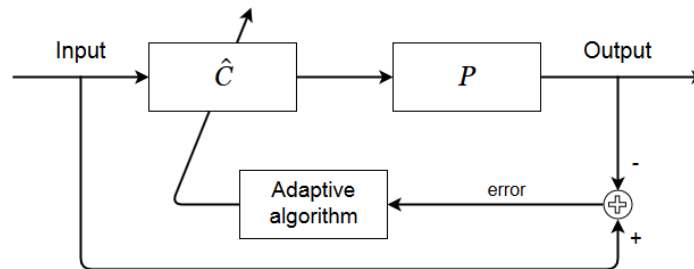 Input
Output
Ĉ
P
-
Adaptive
algorithm
error
+